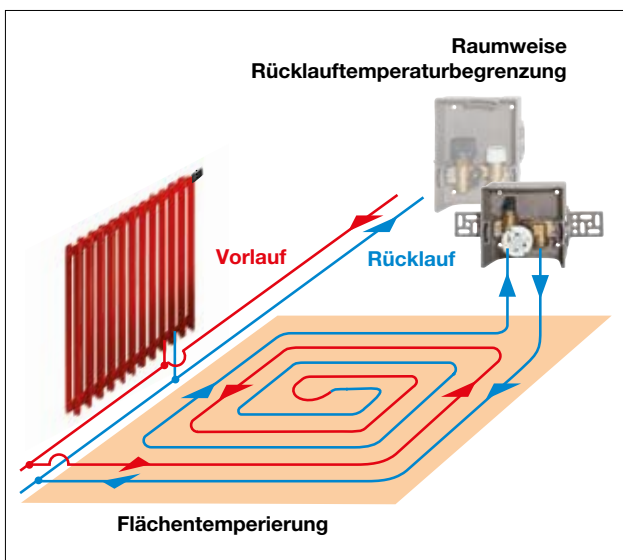 Raumweise
Rücklauftemperaturbegrenzung
Vorlauf
Rücklauf
Flächentemperierung